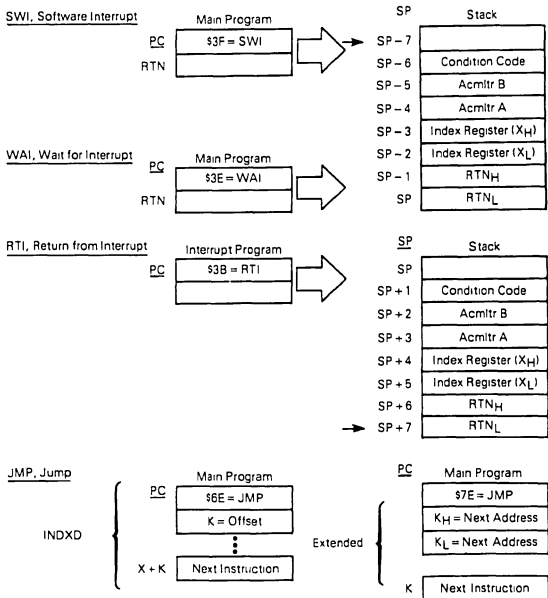 SWI, Software Interrupt
Main Program
PC $3F = SWI
RTN
SP Stack
SP – 7
SP – 6 Condition Code
SP – 5 Acmltr B
SP – 4 Acmltr A
SP – 3 Index Register (XH)
SP – 2 Index Register (XL)
SP – 1 RTNH
SP RTNL
WAI, Wait for Interrupt
Main Program
PC $3E = WAI
RTN
RTI, Return from Interrupt
Interrupt Program
PC $3B = RTI
SP Stack
SP
SP + 1 Condition Code
SP + 2 Acmltr B
SP + 3 Acmltr A
SP + 4 Index Register (XH)
SP + 5 Index Register (XL)
SP + 6 RTNH
SP + 7 RTNL
JMP, Jump
INDXD
Main Program
PC $6E = JMP
K = Offset
X + K Next Instruction
Extended
PC Main Program
$7E = JMP
KH = Next Address
KL = Next Address
K Next Instruction